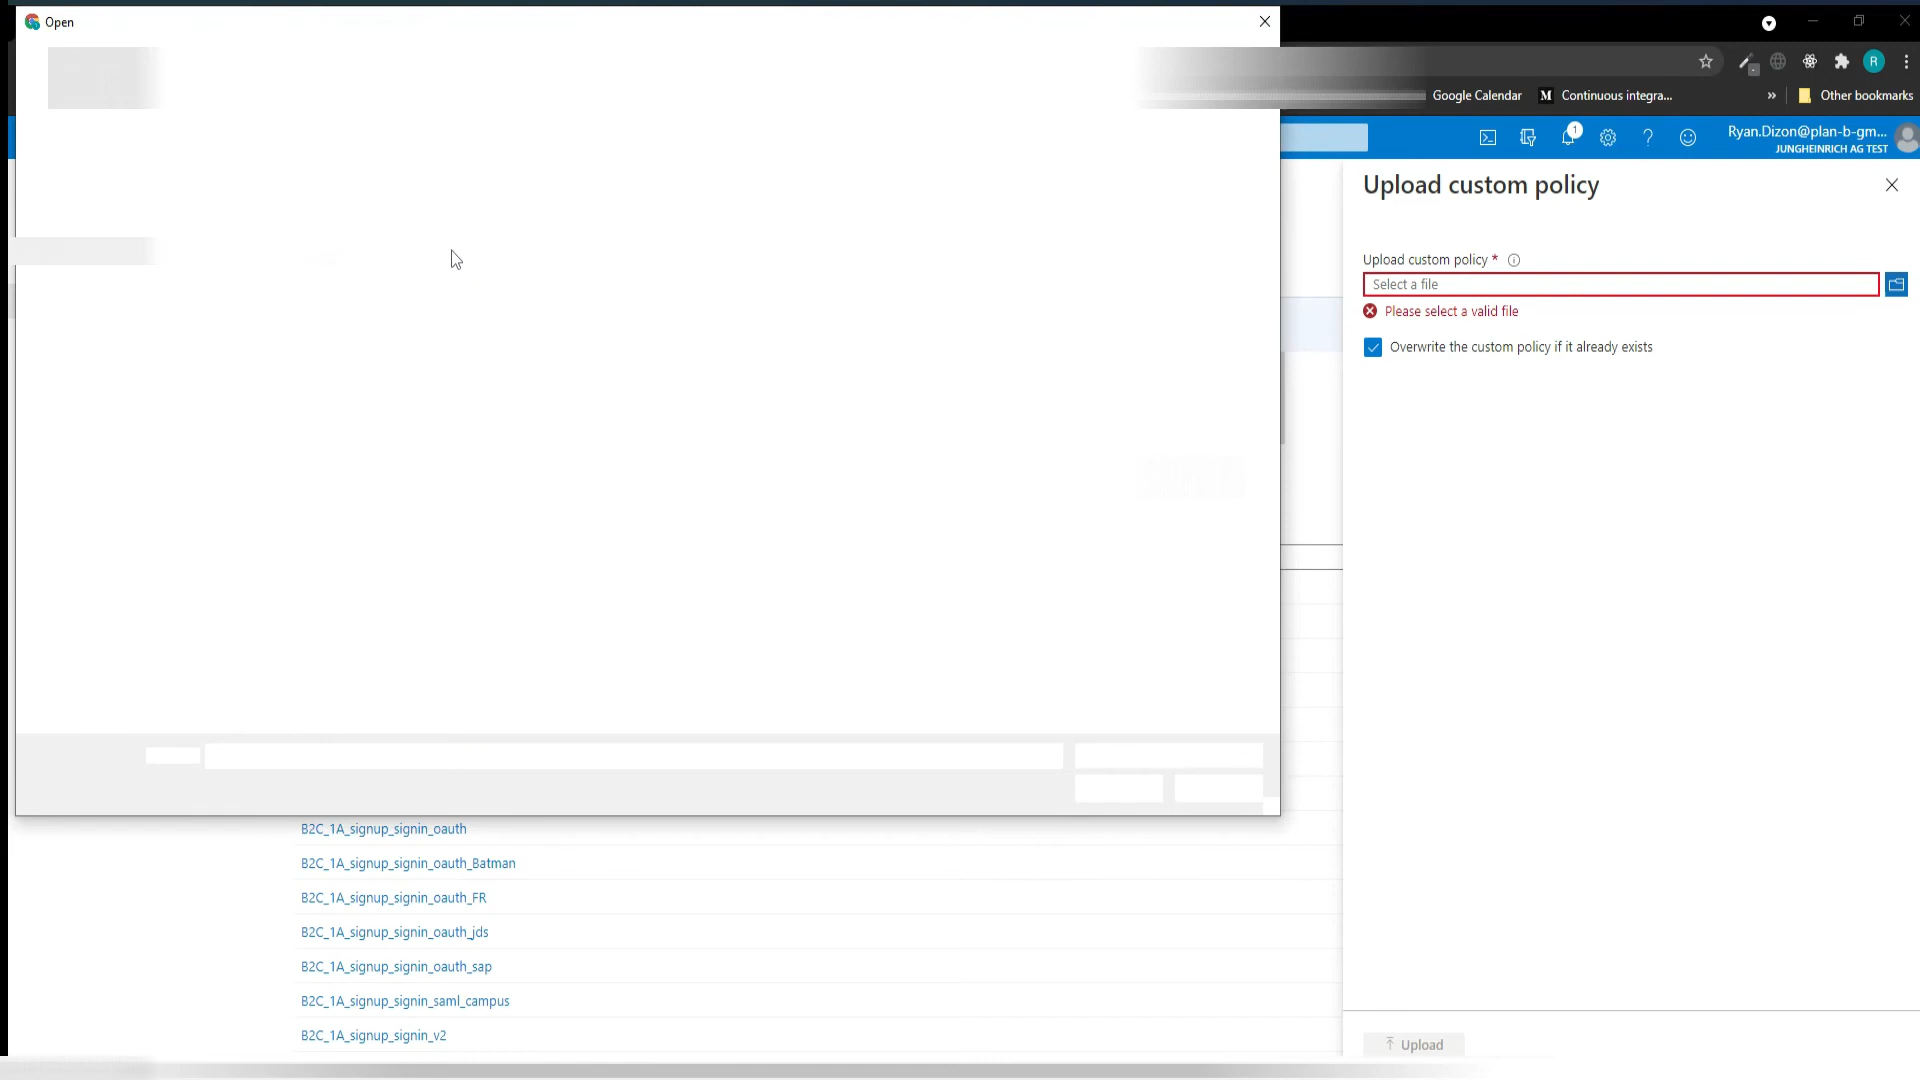 Open
Google Calendar
M Continuous integra...
» Other bookmarks
R
1
Ryan.Dizon@plan-b-gm...
JUNGHEINRICH AG TEST
Upload custom policy
Upload custom policy *
Select a file
Please select a valid file
Overwrite the custom policy if it already exists
B2C_1A_signup_signin_oauth
B2C_1A_signup_signin_oauth_Batman
B2C_1A_signup_signin_oauth_FR
B2C_1A_signup_signin_oauth_jds
B2C_1A_signup_signin_oauth_sap
B2C_1A_signup_signin_saml_campus
B2C_1A_signup_signin_v2
Upload